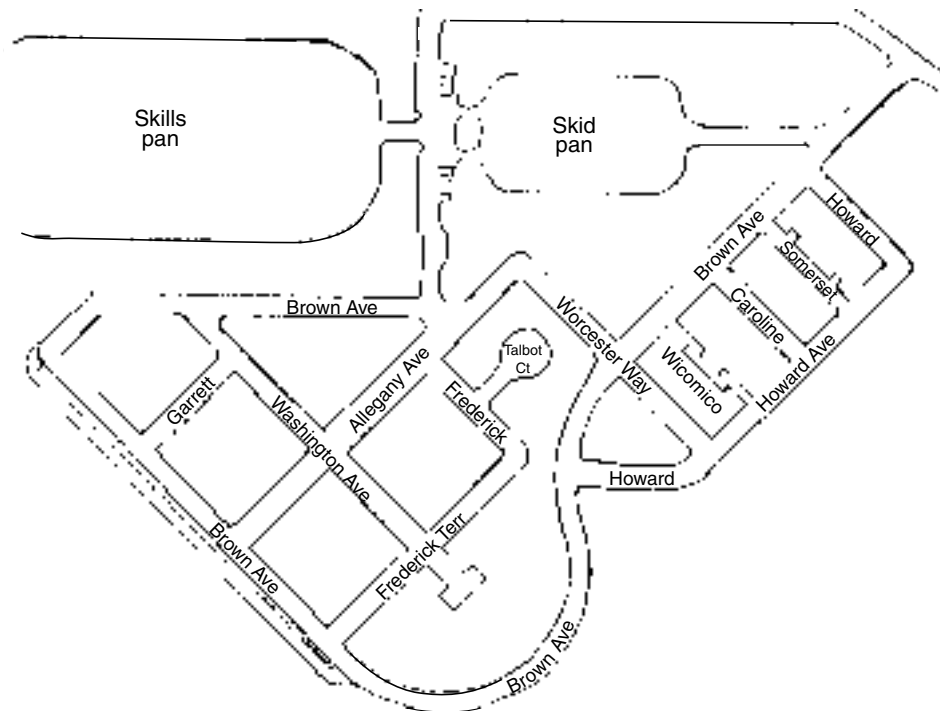 Skills
pan
Skid
pan
Howard
Brown Ave
Somerset
Caroline
Brown Ave
Worcester Way
Talbot
Ct
Allegany Ave
Wicomico
Howard Ave
Garrett
Washington Ave
Frederick
Howard
Brown Ave
Frederick Terr
Brown Ave